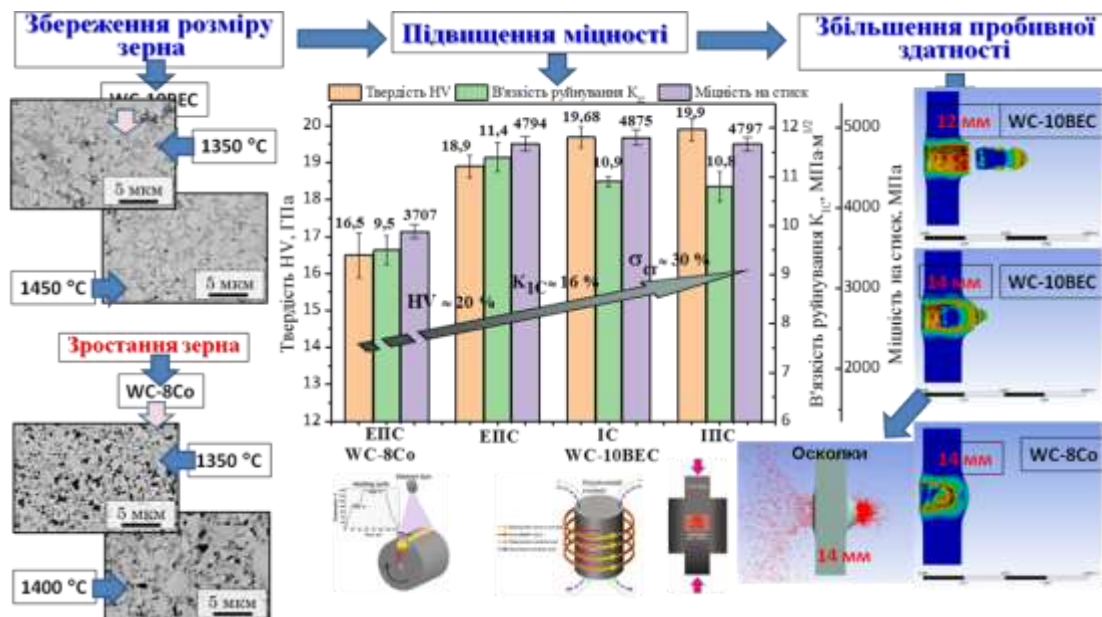 Збереження розміру
зерна
WC-10ВЕС
1350 °C
5 мкм
1450 °C
5 мкм
Зростання зерна
WC-8Co
1350 °C
5 мкм
1400 °C
5 мкм
Підвищення міцності
Твердість HV
В'язкість руйнування K
Міцність на стиск
Твердість HV, ГПа
20
19
18
17
16
15
14
13
12
16,5
9,5
3707
18,9
11,4
4794
19,68
10,9
4875
19,9
10,8
4797
HV ≈ 20 %
K1C≈ 16 %
σст≈ 30 %
12
11
10
9
8
7
6
В'язкість руйнування K1C, МПа·м1/2
5000
4000
3000
2000
Міцність на стиск, МПа
ЕПС
ЕПС
ІС
ІПС
WC-8Co
WC-10ВЕС
Збільшення пробивної
здатності
12 мм
WC-10ВЕС
14 мм
WC-10ВЕС
14 мм
WC-8Co
Осколки
14 мм